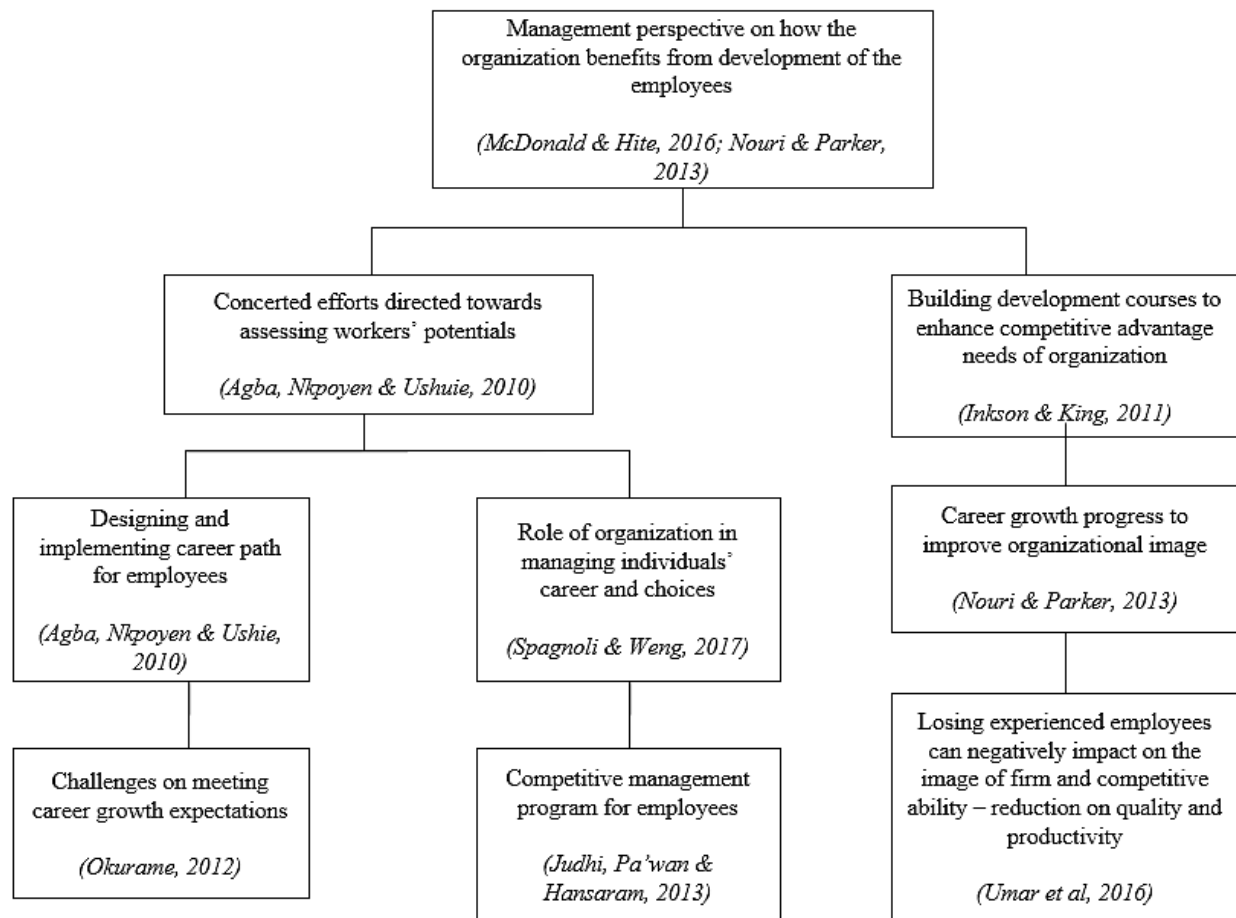 Management perspective on how the
organization benefits from development of the
employees
(McDonald & Hite, 2016; Nouri & Parker,
2013)
Concerted efforts directed towards
assessing workers’ potentials
(Agba, Nkpoyen & Ushuie, 2010)
Building development courses to
enhance competitive advantage
needs of organization
(Inkson & King, 2011)
Designing and
implementing career path
for employees
(Agba, Nkpoyen & Ushie,
2010)
Role of organization in
managing individuals’
career and choices
(Spagnoli & Weng, 2017)
Career growth progress to
improve organizational image
(Nouri & Parker, 2013)
Challenges on meeting
career growth expectations
(Okurame, 2012)
Competitive management
program for employees
(Judhi, Pa’wan &
Hansaram, 2013)
Losing experienced employees
can negatively impact on the
image of firm and competitive
ability – reduction on quality and
productivity
(Umar et al, 2016)